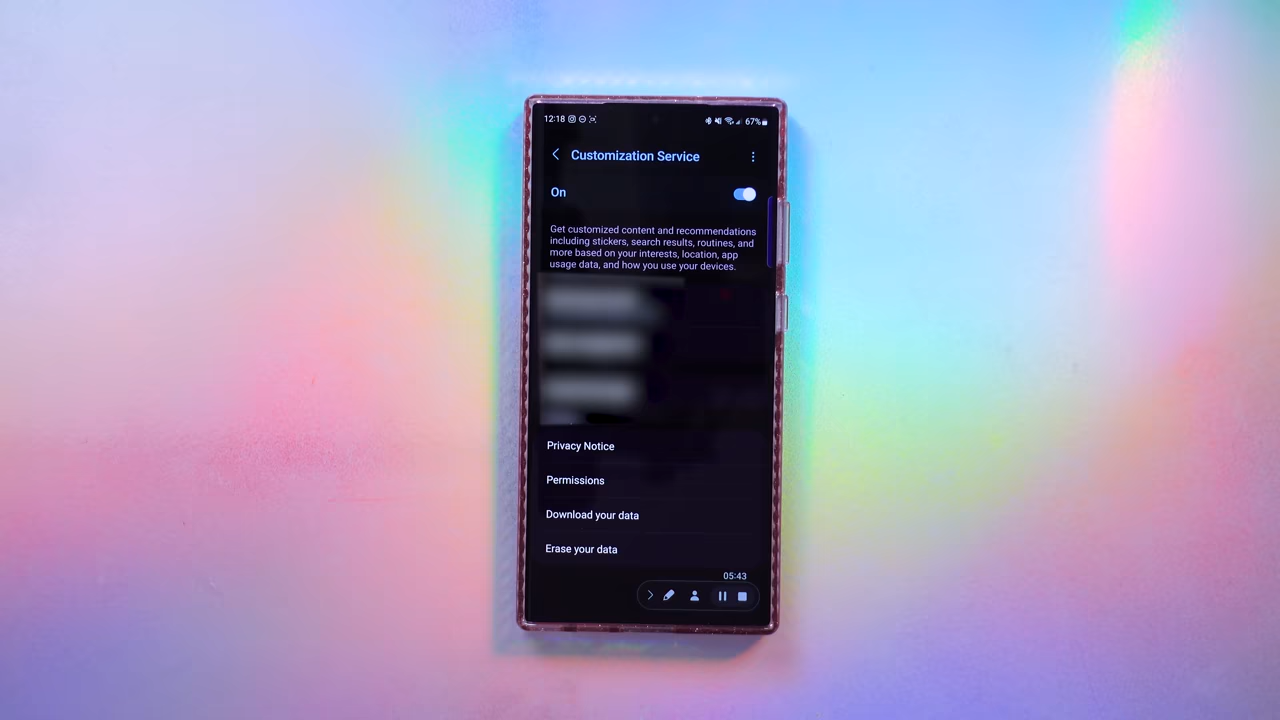 12:18
67%
Customization Service
On
Get customized content and recommendations
including stickers, search results, routines, and
more based on your interests, location, app
usage data, and how you use your devices.
Privacy Notice
Permissions
Download your data
Erase your data
05:43